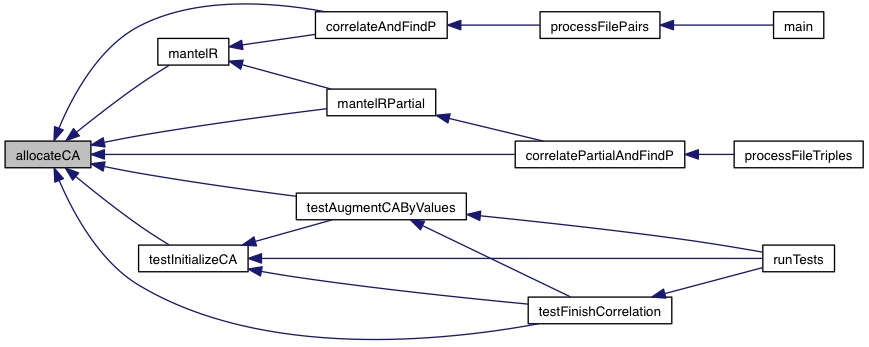 correlateAndFindP
processFilePairs
main
mantelR
mantelRPartial
allocateCA
correlatePartialAndFindP
processFileTriples
testAugmentCAByValues
testInitializeCA
runTests
testFinishCorrelation